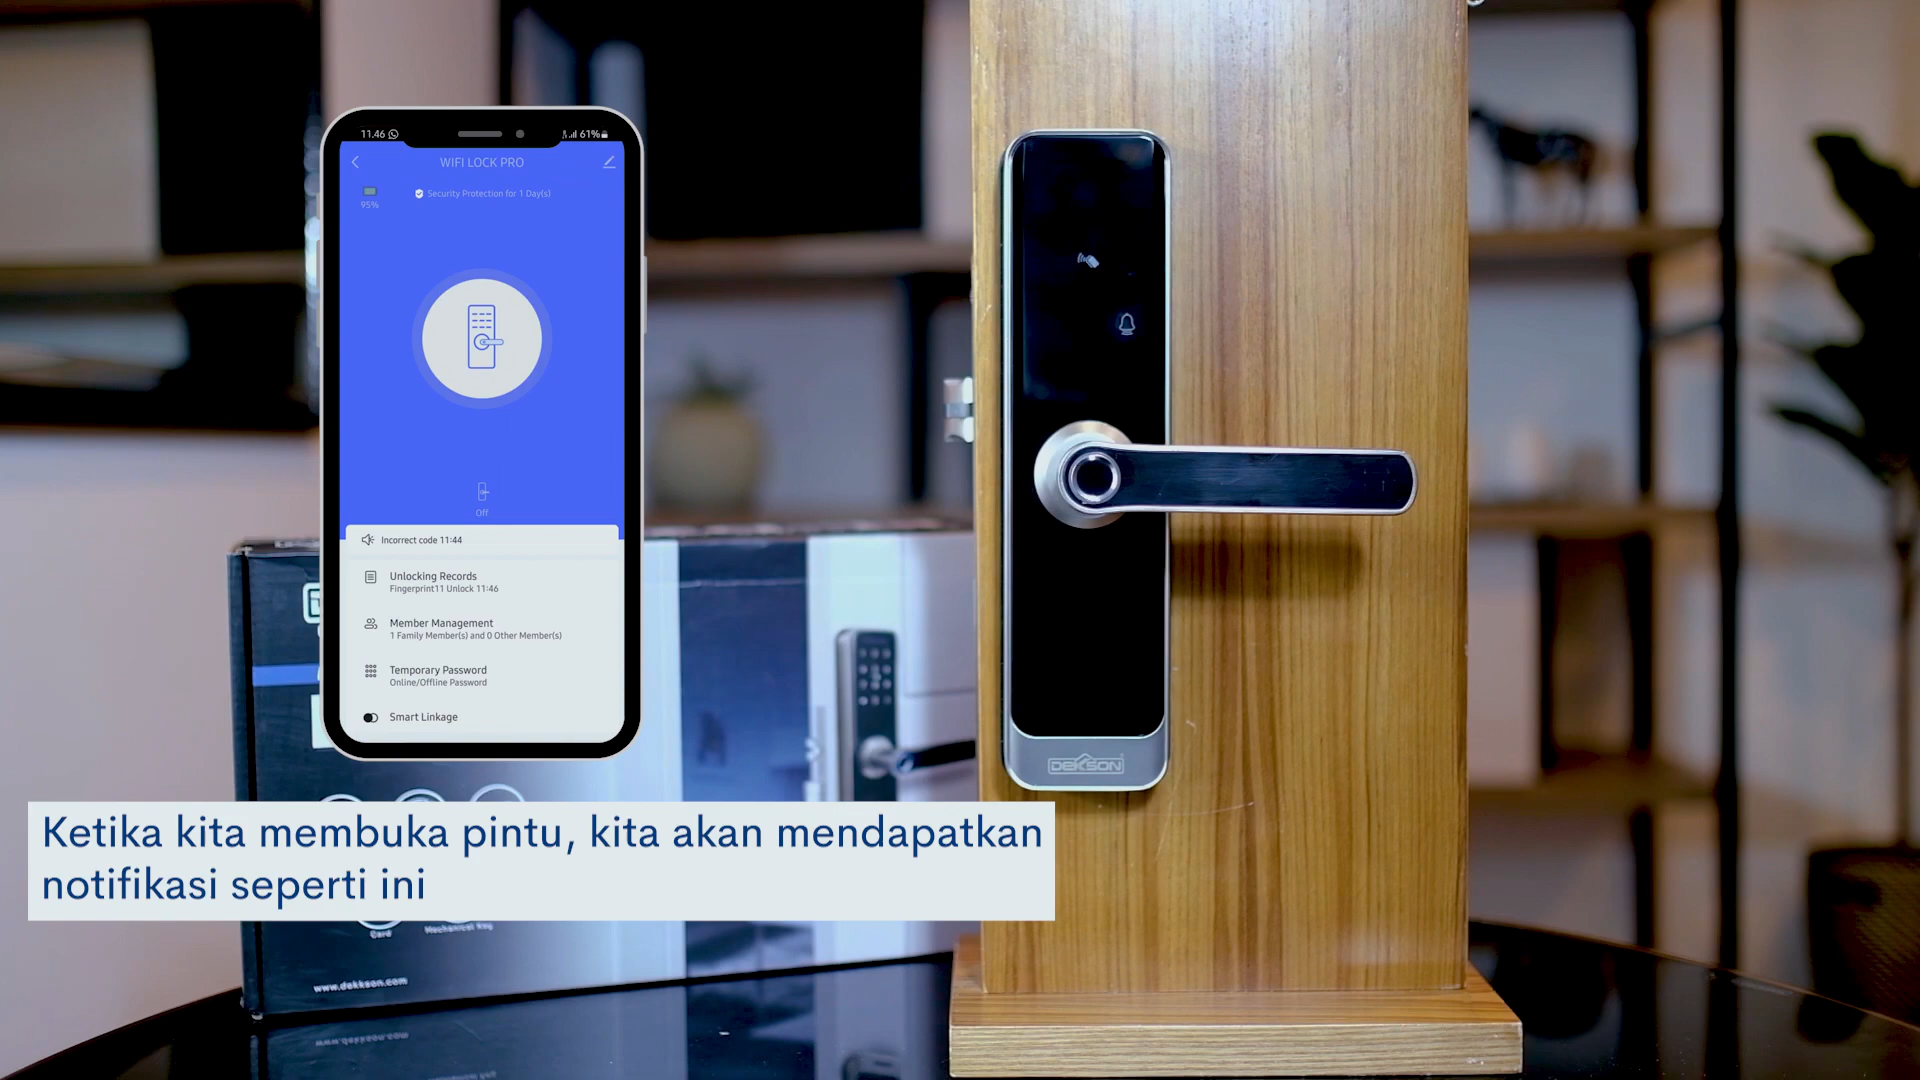 11.46
61%
WIFI LOCK PRO
Security Protection for 1 Day(s)
95%
Off
Incorrect code 11:44
Unlocking Records
Fingerprint11 Unlock 11:46
Member Management
1 Family Member(s) and 0 Other Member(s)
Temporary Password
Online/Offline Password
Smart Linkage
DEKSON
Ketika kita membuka pintu, kita akan mendapatkan
notifikasi seperti ini
Card
Mechanical Key
www.dekkson.com